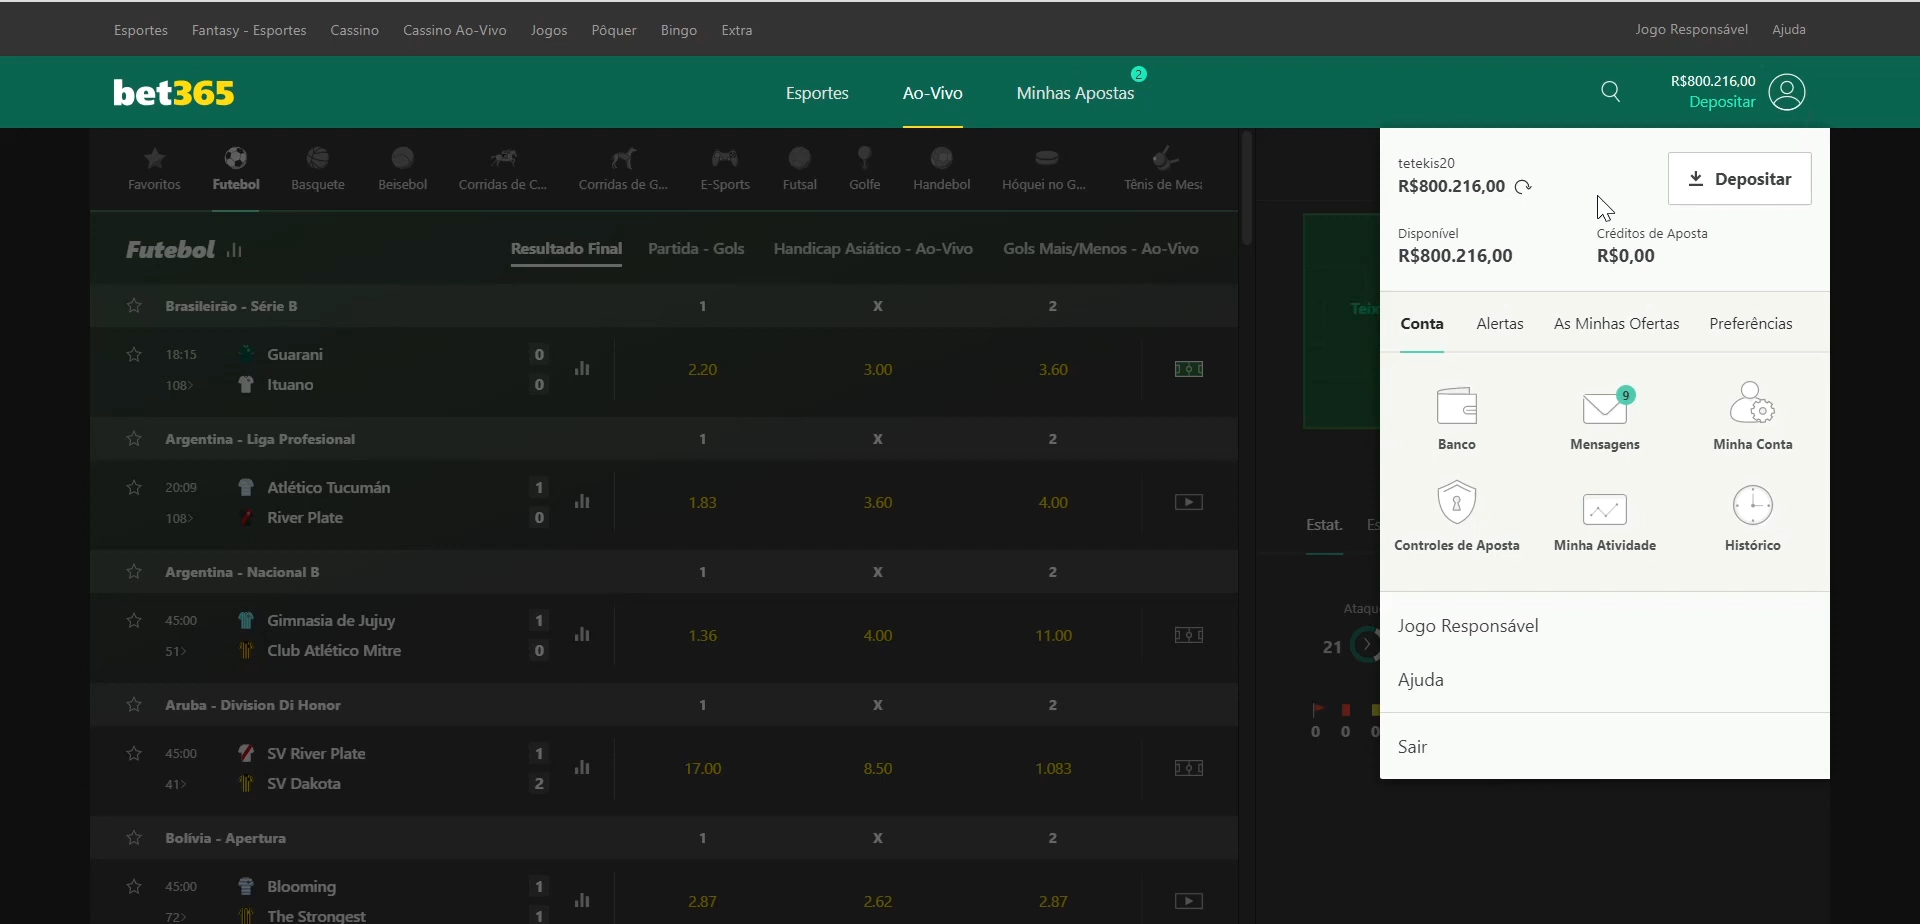 Esportes Fantasy - Esportes Cassino Cassino Ao-Vivo Jogos Pôquer Bingo Extra Jogo Responsável Ajuda
bet365 Esportes Ao-Vivo Minhas Apostas 2 R$800.216,00
Depositar
Favoritos Futebol Basquete Beisebol Corridas de C... Corridas de G... E-Sports Futsal Golfe Handebol Hóquei no G... Tênis de Mesa
Futebol Resultado Final Partida - Gols Handicap Asiático - Ao-Vivo Gols Mais/Menos - Ao-Vivo
Brasileirão - Série B 1 X 2
18:15 Guarani 0
108> Ituano 0
2.20 3.00 3.60
Argentina - Liga Profesional 1 X 2
20:09 Atlético Tucumán 1
108> River Plate 0
1.83 3.60 4.00
Argentina - Nacional B 1 X 2
45:00 Gimnasia de Jujuy 1
51> Club Atlético Mitre 0
1.36 4.00 11.00
Aruba - Division Di Honor 1 X 2
45:00 SV River Plate 1
41> SV Dakota 2
17.00 8.50 1.083
Bolívia - Apertura 1 X 2
45:00 Blooming 1
72> The Strongest 1
2.87 2.62 2.87
Teix
Estat. Es
Ataqu
21
0 0 0
tetekis20
R$800.216,00
Depositar
Disponível Créditos de Aposta
R$800.216,00 R$0,00
Conta Alertas As Minhas Ofertas Preferências
9
Banco Mensagens Minha Conta
Controles de Aposta Minha Atividade Histórico
Jogo Responsável
Ajuda
Sair